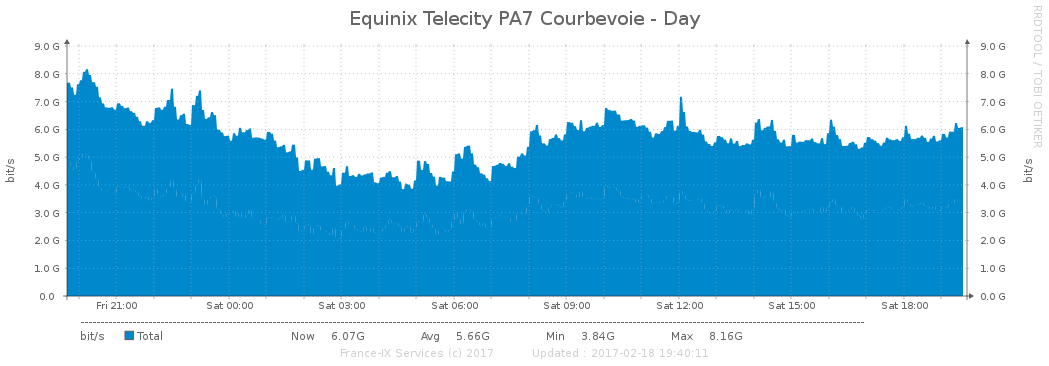 Equinix Telecity PA7 Courbevoie - Day
RRDTOOL / TOBI OETIKER
9.0 G 9.0 G
8.0 G 8.0 G
7.0 G 7.0 G
6.0 G 6.0 G
5.0 G 5.0 G
4.0 G 4.0 G
3.0 G 3.0 G
2.0 G 2.0 G
1.0 G 1.0 G
0.0 0.0 G
bit/s
bit/s
Fri 21:00 Sat 00:00 Sat 03:00 Sat 06:00 Sat 09:00 Sat 12:00 Sat 15:00 Sat 18:00
bit/s Total Now 6.07G Avg 5.66G Min 3.84G Max 8.16G
France-IX Services (c) 2017 Updated : 2017-02-18 19:40:11